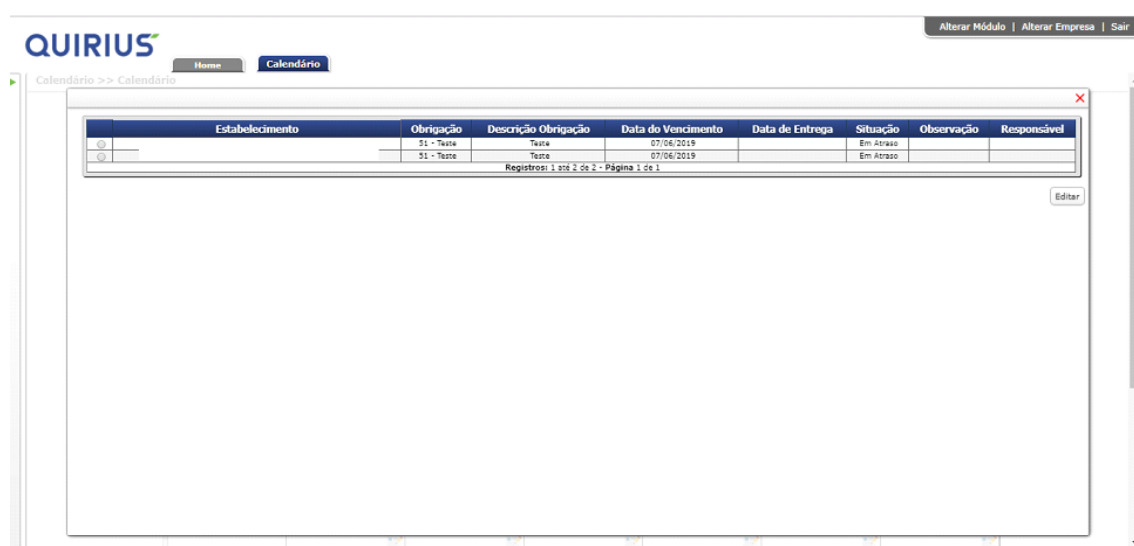 Alterar Módulo | Alterar Empresa | Sair
QUIRIUS
Home Calendário
Calendário >> Calendário
Estabelecimento Obrigação Descrição Obrigação Data do Vencimento Data de Entrega Situação Observação Responsável
51 - Teste Teste 07/06/2019 Em Atraso
51 - Teste Teste 07/06/2019 Em Atraso
Registros: 1 até 2 de 2 - Página 1 de 1
Editar